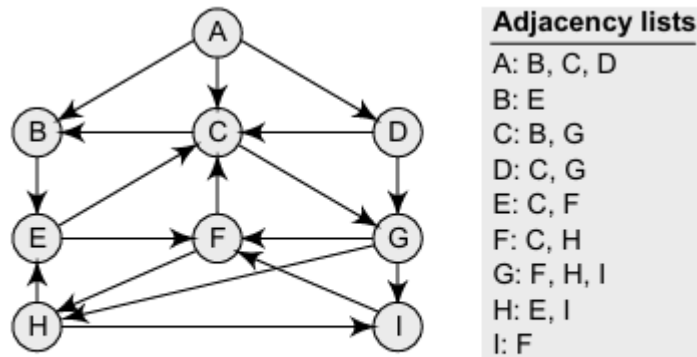 A
B C D
E F G
H I
Adjacency lists
A: B, C, D
B: E
C: B, G
D: C, G
E: C, F
F: C, H
G: F, H, I
H: E, I
I: F